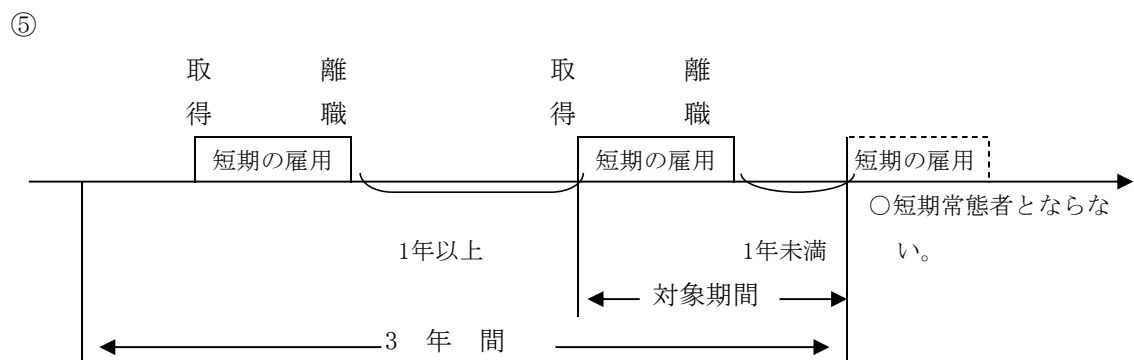 ⑤
取 離 取 離
得 職 得 職
短期の雇用 短期の雇用 短期の雇用
○短期常態者とならな
1年以上 1年未満 い。
対象期間
3 年 間